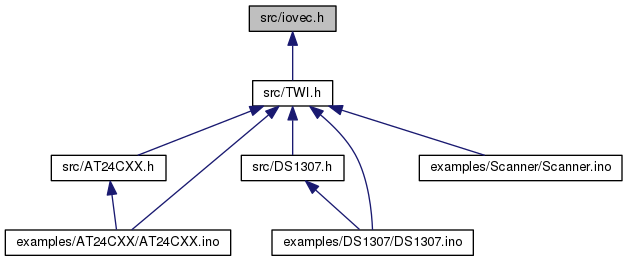 src/iovec.h
src/TWI.h
src/AT24CXX.h
src/DS1307.h
examples/Scanner/Scanner.ino
examples/AT24CXX/AT24CXX.ino
examples/DS1307/DS1307.ino